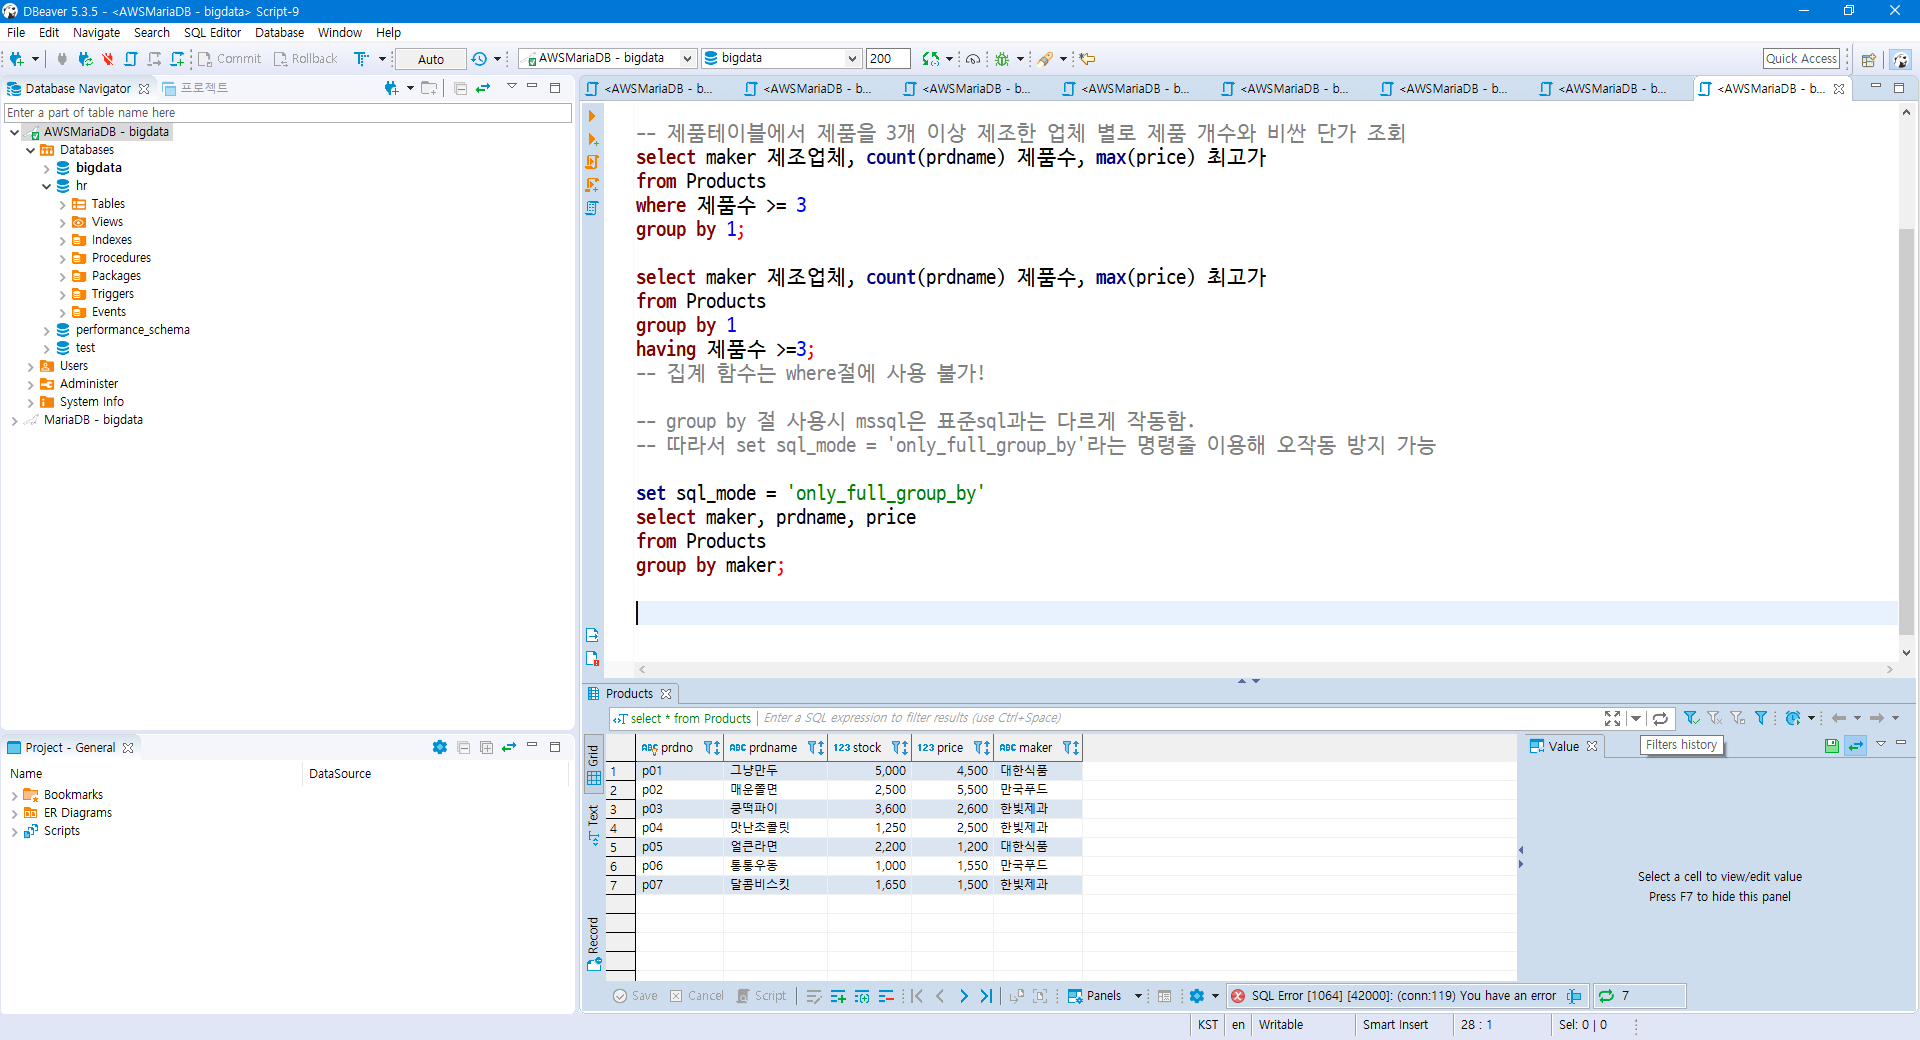 DBeaver 5.3.5 - <AWSMariaDB - bigdata> Script-9
File Edit Navigate Search SQL Editor Database Window Help
Commit Rollback Auto AWSMariaDB - bigdata bigdata 200 Quick Access
Database Navigator 프로젝트
<AWSMariaDB - b... <AWSMariaDB - b... <AWSMariaDB - b... <AWSMariaDB - b... <AWSMariaDB - b... <AWSMariaDB - b... <AWSMariaDB - b... <AWSMariaDB - b...
Enter a part of table name here
AWSMariaDB - bigdata
Databases
bigdata
hr
Tables
Views
Indexes
Procedures
Packages
Triggers
Events
performance_schema
test
Users
Administer
System Info
MariaDB - bigdata
-- 제품테이블에서 제품을 3개 이상 제조한 업체 별로 제품 개수와 비싼 단가 조회
select maker 제조업체, count(prdname) 제품수, max(price) 최고가
from Products
where 제품수 >= 3
group by 1;
select maker 제조업체, count(prdname) 제품수, max(price) 최고가
from Products
group by 1
having 제품수 >=3;
-- 집계 함수는 where절에 사용 불가!
-- group by 절 사용시 mssql은 표준sql과는 다르게 작동함.
-- 따라서 set sql_mode = 'only_full_group_by'라는 명령줄 이용해 오작동 방지 가능
set sql_mode = 'only_full_group_by'
select maker, prdname, price
from Products
group by maker;
Project - General
Name DataSource
Bookmarks
ER Diagrams
Scripts
Products
select * from Products Enter a SQL expression to filter results (use Ctrl+Space)
Grid
Text
Record
ABC prdno ABC prdname 123 stock 123 price ABC maker
1 p01 그냥만두 5,000 4,500 대한식품
2 p02 매운쫄면 2,500 5,500 만국푸드
3 p03 쿵떡파이 3,600 2,600 한빛제과
4 p04 맛난초콜릿 1,250 2,500 한빛제과
5 p05 얼큰라면 2,200 1,200 대한식품
6 p06 통통우동 1,000 1,550 만국푸드
7 p07 달콤비스킷 1,650 1,500 한빛제과
Value Filters history
Select a cell to view/edit value
Press F7 to hide this panel
Save Cancel Script Panels SQL Error [1064] [42000]: (conn:119) You have an error 7
KST en Writable Smart Insert 28 : 1 Sel: 0 | 0